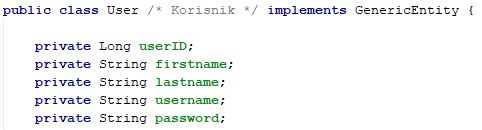 public class User /* Korisnik */ implements GenericEntity {
private Long userID;
private String firstname;
private String lastname;
private String username;
private String password;